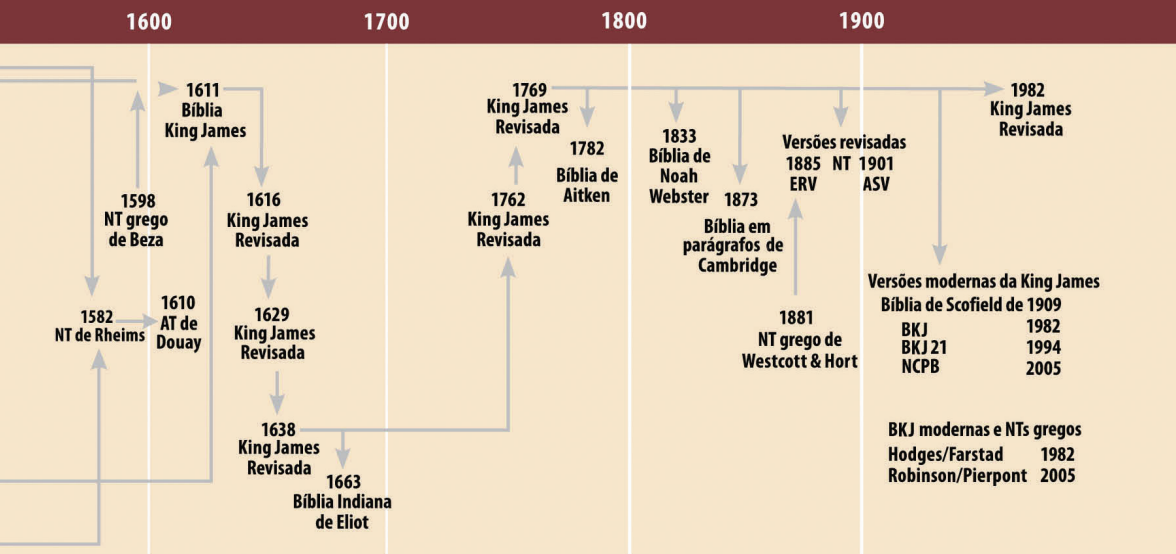 1600 1700 1800 1900
1611
Bíblia
King James
1598
NT grego
de Beza
1582
NT de Rheims
1610
AT de
Douay
1616
King James
Revisada
1629
King James
Revisada
1638
King James
Revisada
1663
Bíblia Indiana
de Eliot
1762
King James
Revisada
1769
King James
Revisada
1782
Bíblia de
Aitken
1833
Bíblia de
Noah
Webster
1873
Bíblia em
parágrafos de
Cambridge
Versões revisadas
1885 NT 1901
ERV ASV
1881
NT grego de
Westcott & Hort
1982
King James
Revisada
Versões modernas da King James
Bíblia de Scofield de 1909
BKJ 1982
BKJ 21 1994
NCPB 2005
BKJ modernas e NTs gregos
Hodges/Farstad 1982
Robinson/Pierpont 2005